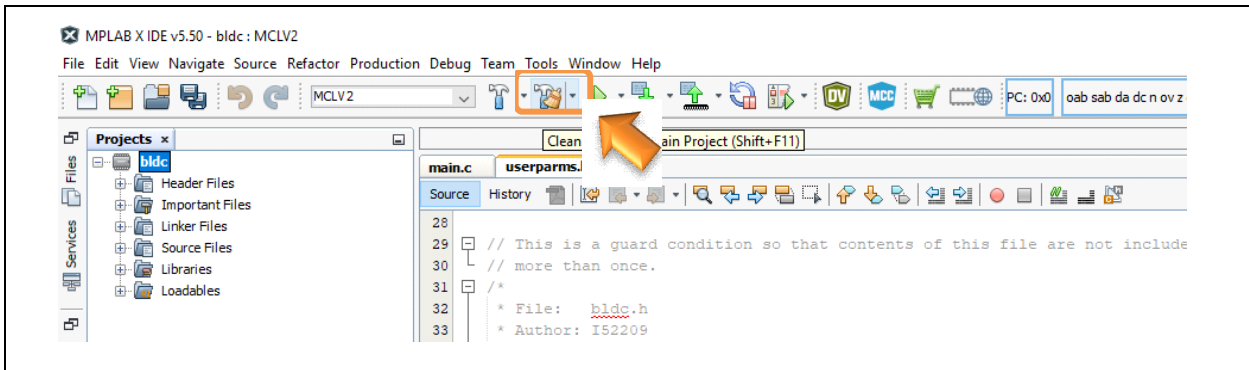 MPLAB X IDE v5.50 - bldc : MCLV2
File Edit View Navigate Source Refactor Production Debug Team Tools Window Help
MCLV2 DV MCC PC: 0x0 oab sab da dc n ov z
Projects x
Clean ain Project (Shift+F11)
bldc
main.c userparms.
Files
Header Files
Source History
Important Files
28
Linker Files
29 // This is a guard condition so that contents of this file are not include
Services
Source Files
30 // more than once.
Libraries
31 /*
Loadables
32 * File: bldc.h
33 * Author: I52209